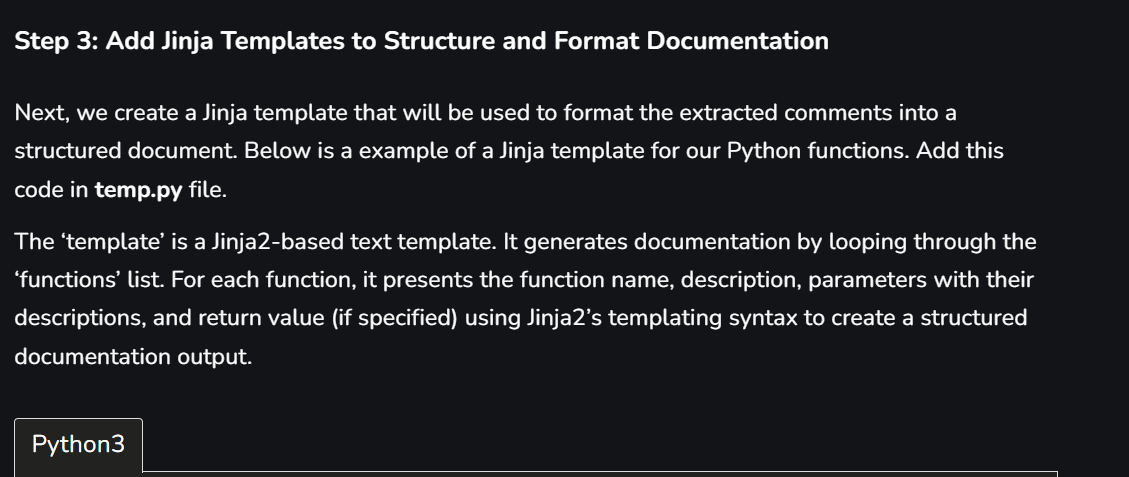 Step 3: Add Jinja Templates to Structure and Format Documentation
Next, we create a Jinja template that will be used to format the extracted comments into a
structured document. Below is a example of a Jinja template for our Python functions. Add this
code in temp.py file.
The ‘template’ is a Jinja2-based text template. It generates documentation by looping through the
‘functions’ list. For each function, it presents the function name, description, parameters with their
descriptions, and return value (if specified) using Jinja2’s templating syntax to create a structured
documentation output.
Python3